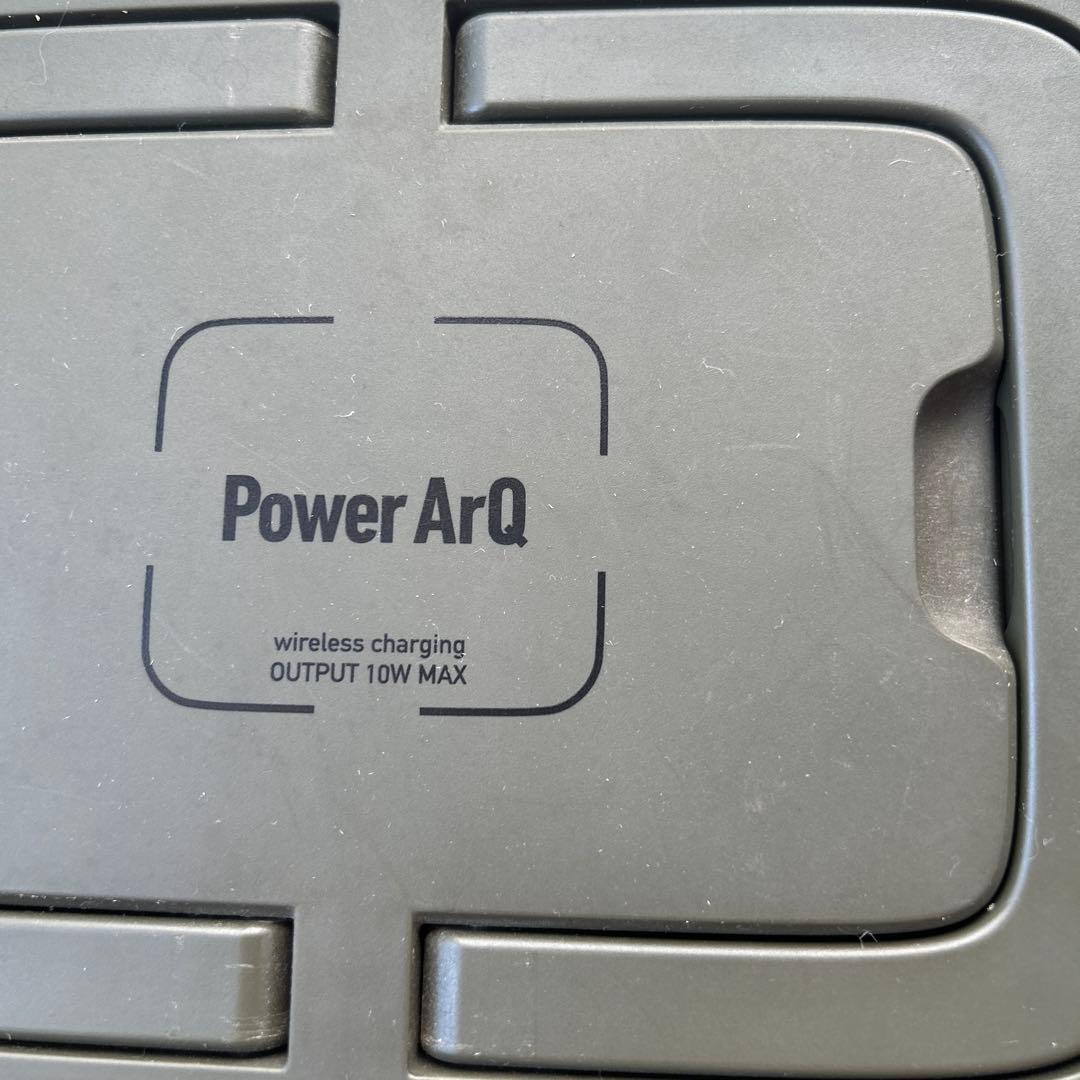 Power ArQ
wireless charging
OUTPUT 10W MAX